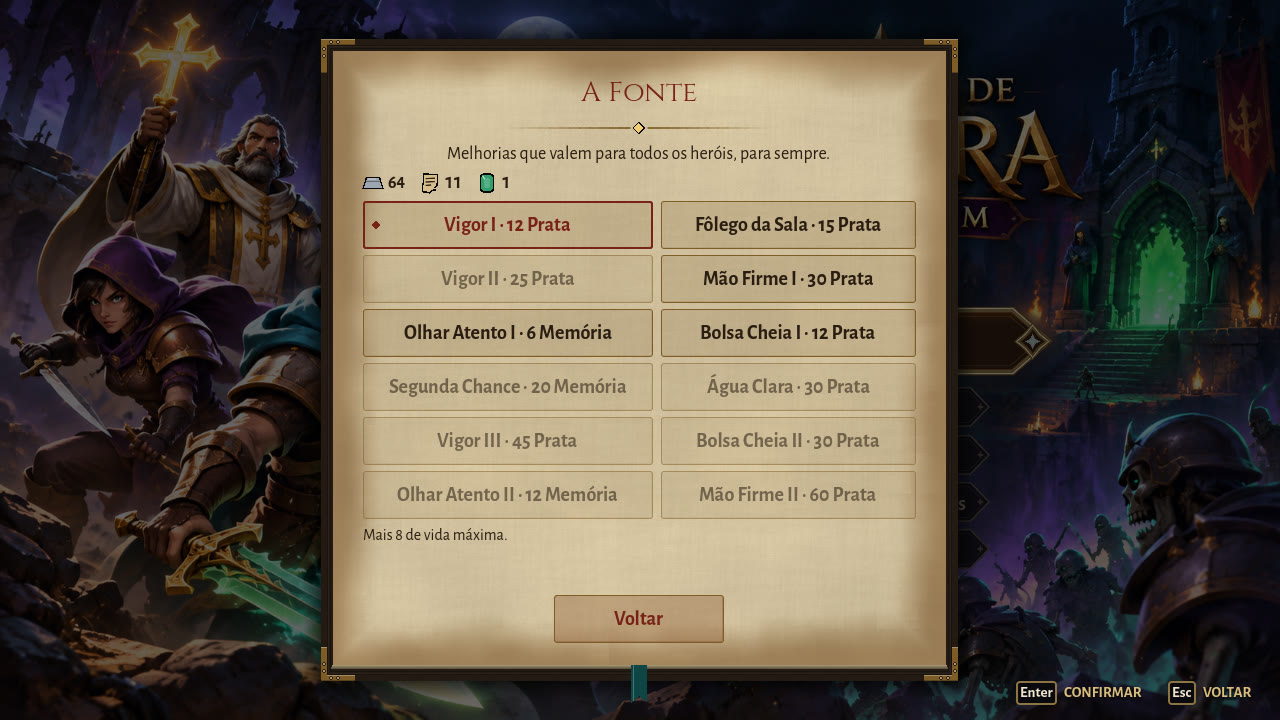 A Fonte
Melhorias que valem para todos os heróis, para sempre.
64 11 1
Vigor I · 12 Prata
Fôlego da Sala · 15 Prata
Vigor II · 25 Prata
Mão Firme I · 30 Prata
Olhar Atento I · 6 Memória
Bolsa Cheia I · 12 Prata
Segunda Chance · 20 Memória
Água Clara · 30 Prata
Vigor III · 45 Prata
Bolsa Cheia II · 30 Prata
Olhar Atento II · 12 Memória
Mão Firme II · 60 Prata
Mais 8 de vida máxima.
Voltar
DE
RA
M
s
Enter CONFIRMAR Esc VOLTAR